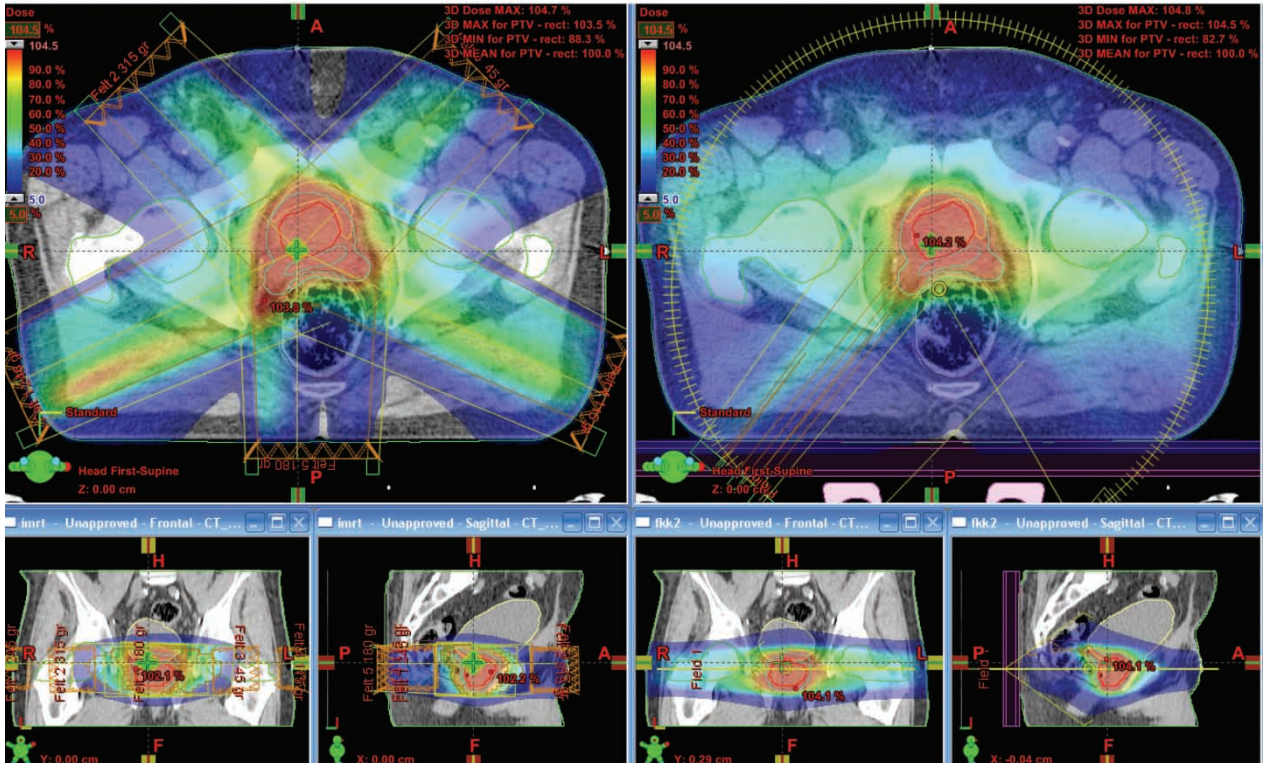 Dose
104.5 %
104.5
90.0 %
80.0 %
70.0 %
60.0 %
50.0 %
40.0 %
30.0 %
20.0 %
5.0
5.0 %
Felt 2 315 gr
A
45 gr
3D Dose MAX: 104.7 %
3D MAX for PTV - rect: 103.5 %
3D MIN for PTV - rect: 88.3 %
3D MEAN for PTV - rect: 100.0 %
R
L
103.8 %
Standard
Felt 5 180 gr
P
Head First-Supine
Z: 0.00 cm
Dose
104.5 %
104.5
90.0 %
80.0 %
70.0 %
60.0 %
50.0 %
40.0 %
30.0 %
20.0 %
5.0
5.0 %
A
3D Dose MAX: 104.8 %
3D MAX for PTV - rect: 104.5 %
3D MIN for PTV - rect: 82.7 %
3D MEAN for PTV - rect: 100.0 %
R
L
104.2 %
Standard
P
Head First-Supine
Z: 0.00 cm
imrt - Unapproved - Frontal - CT_...
H
R
L
Felt 2 315 gr
102.1 %
45 gr
F
Y: 0.00 cm
imrt - Unapproved - Sagittal - CT_...
H
P
A
Felt 5 180 gr
102.2 %
F
X: 0.00 cm
fkk2 - Unapproved - Frontal - CT...
H
R
L
Field 1
104.1 %
F
Y: 0.29 cm
fkk2 - Unapproved - Sagittal - CT...
H
P
A
Field 1
104.1 %
F
X: -0.04 cm